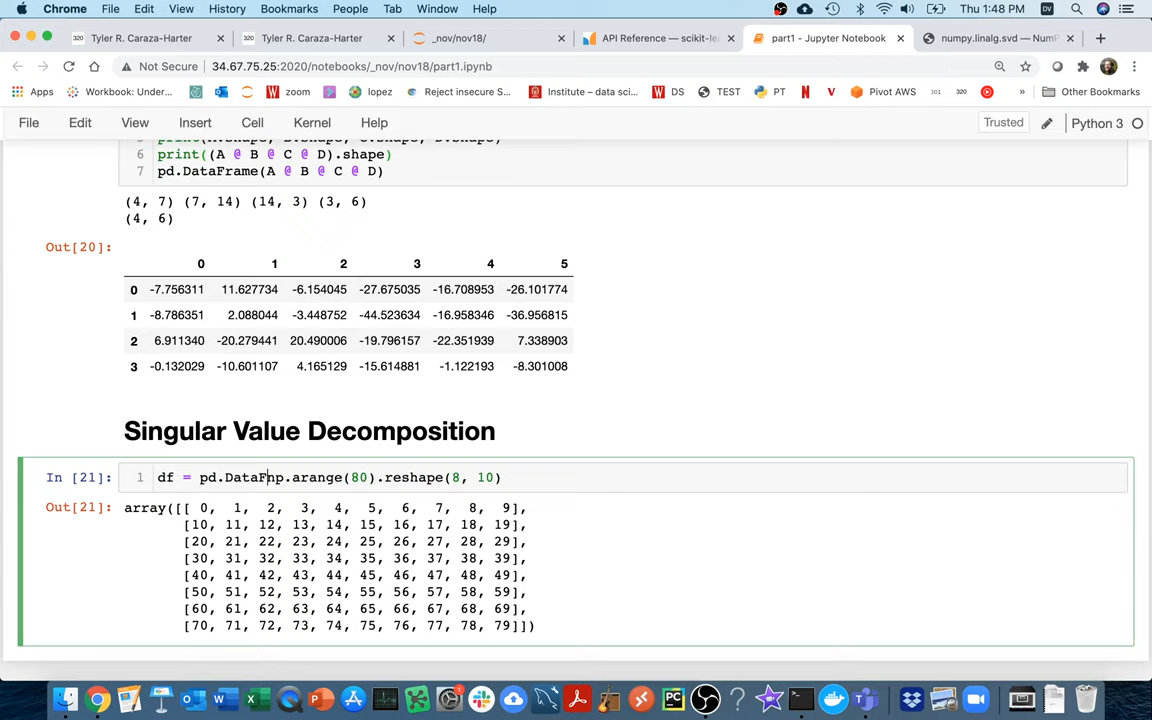 Chrome File Edit View History Bookmarks People Tab Window Help Thu 1:48 PM DV
320 Tyler R. Caraza-Harter × 320 Tyler R. Caraza-Harter × _nov/nov18/ × API Reference — scikit-lea × part1 - Jupyter Notebook × numpy.linalg.svd — NumP × +
Not Secure 34.67.75.25:2020/notebooks/_nov/nov18/part1.ipynb
Apps Workbook: Under... zoom lopez Reject insecure S... Institute – data sci... DS TEST PT Pivot AWS 301 320 » Other Bookmarks
File Edit View Insert Cell Kernel Help Trusted Python 3
6 print((A @ B @ C @ D).shape)
7 pd.DataFrame(A @ B @ C @ D)
(4, 7) (7, 14) (14, 3) (3, 6)
(4, 6)
Out[20]:
0 1 2 3 4 5
0 -7.756311 11.627734 -6.154045 -27.675035 -16.708953 -26.101774
1 -8.786351 2.088044 -3.448752 -44.523634 -16.958346 -36.956815
2 6.911340 -20.279441 20.490006 -19.796157 -22.351939 7.338903
3 -0.132029 -10.601107 4.165129 -15.614881 -1.122193 -8.301008
Singular Value Decomposition
In [21]: 1 df = pd.DataFnp.arange(80).reshape(8, 10)
Out[21]: array([[ 0, 1, 2, 3, 4, 5, 6, 7, 8, 9],
[10, 11, 12, 13, 14, 15, 16, 17, 18, 19],
[20, 21, 22, 23, 24, 25, 26, 27, 28, 29],
[30, 31, 32, 33, 34, 35, 36, 37, 38, 39],
[40, 41, 42, 43, 44, 45, 46, 47, 48, 49],
[50, 51, 52, 53, 54, 55, 56, 57, 58, 59],
[60, 61, 62, 63, 64, 65, 66, 67, 68, 69],
[70, 71, 72, 73, 74, 75, 76, 77, 78, 79]])